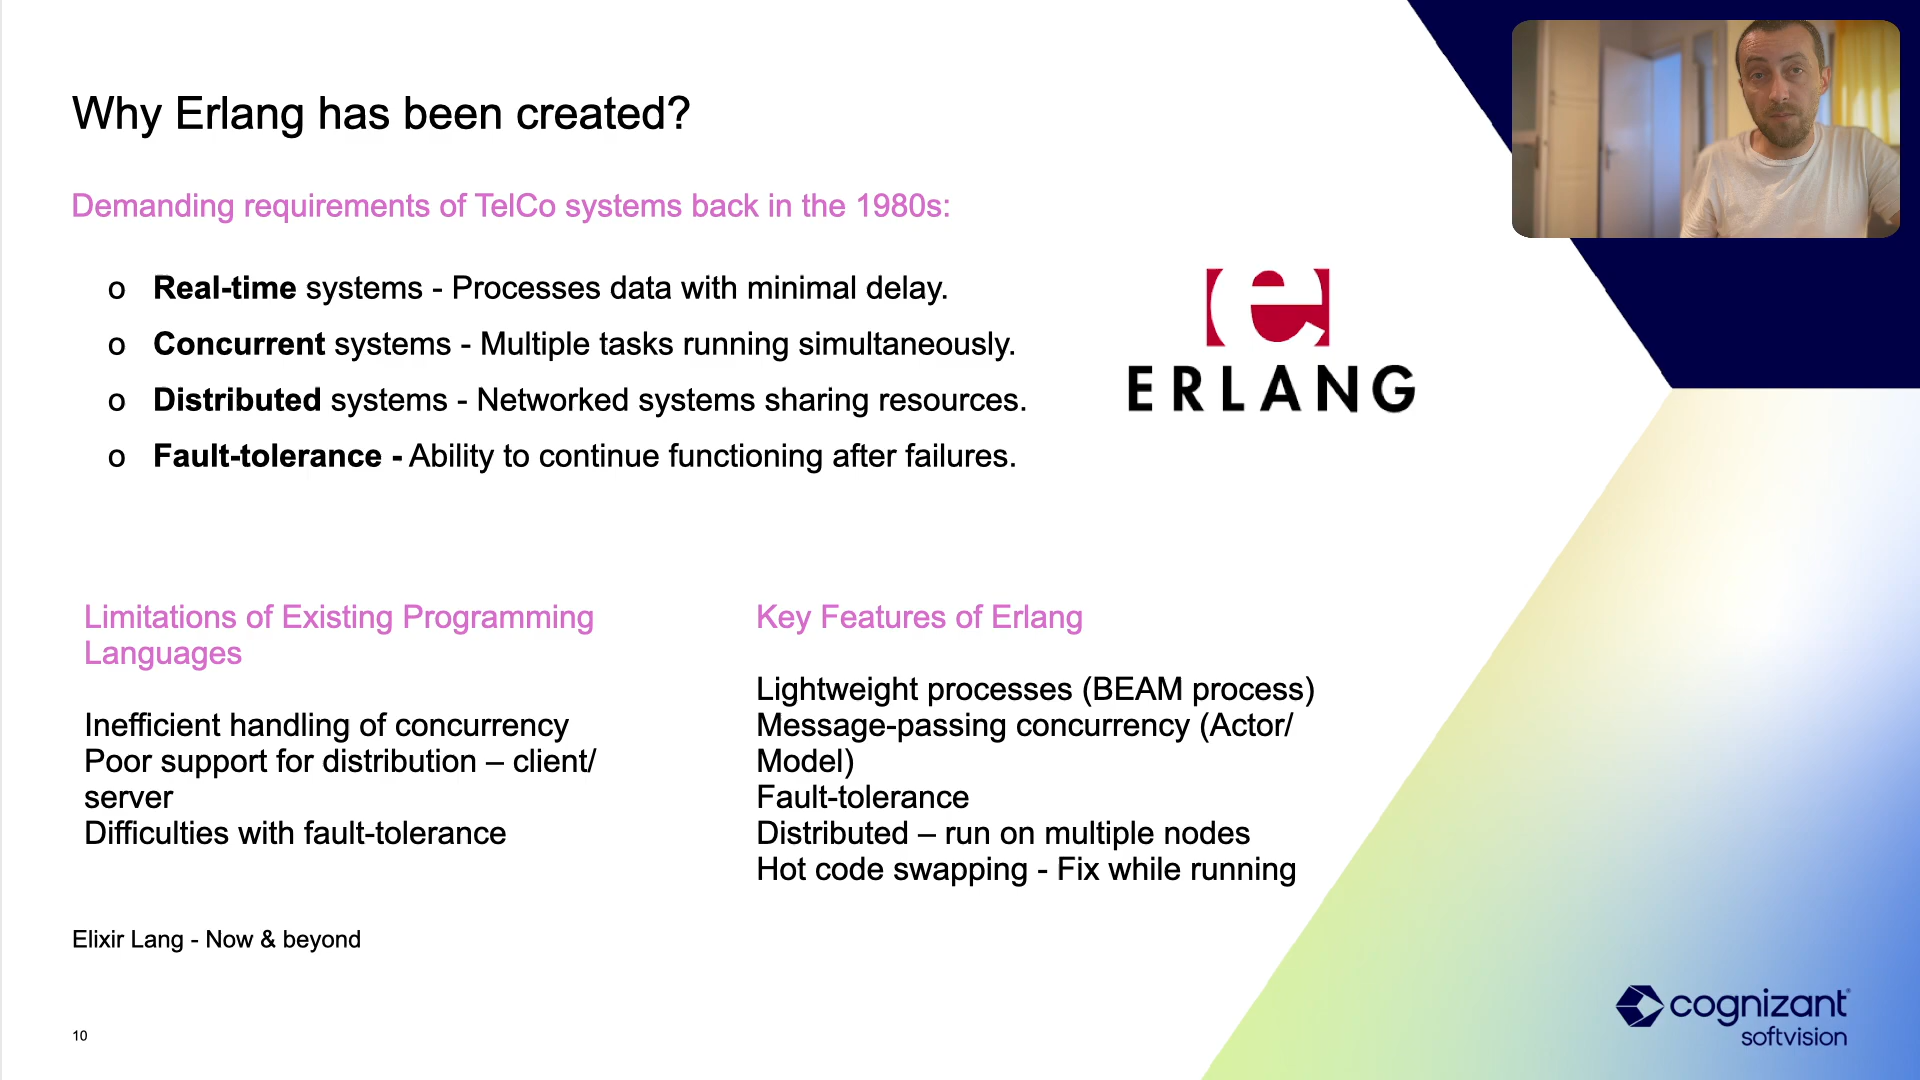 Why Erlang has been created?
Demanding requirements of TelCo systems back in the 1980s:
o Real-time systems - Processes data with minimal delay.
o Concurrent systems - Multiple tasks running simultaneously.
o Distributed systems - Networked systems sharing resources.
o Fault-tolerance - Ability to continue functioning after failures.
e
ERLANG
Limitations of Existing Programming
Languages
Inefficient handling of concurrency
Poor support for distribution – client/
server
Difficulties with fault-tolerance
Key Features of Erlang
Lightweight processes (BEAM process)
Message-passing concurrency (Actor/
Model)
Fault-tolerance
Distributed – run on multiple nodes
Hot code swapping - Fix while running
Elixir Lang - Now & beyond
10
cognizant
softvision